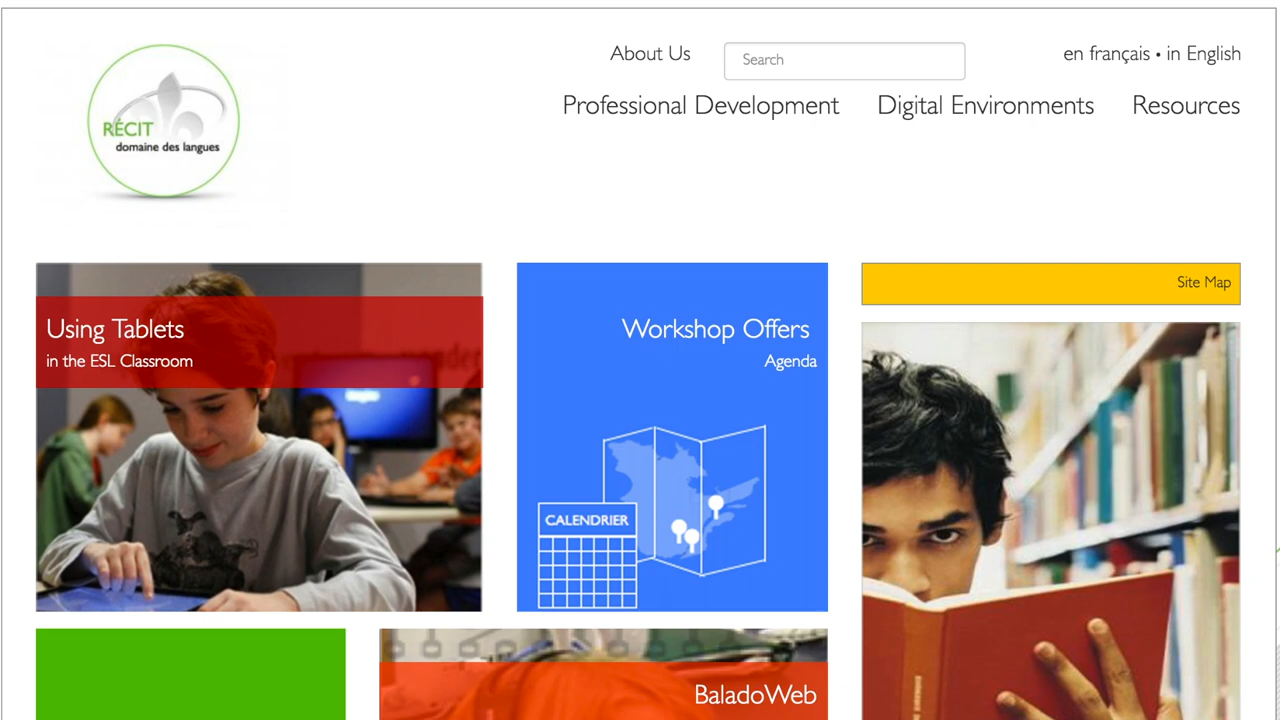 About Us
Search
en français • in English
Professional Development
Digital Environments
Resources
RÉCIT
domaine des langues
Using Tablets
in the ESL Classroom
Workshop Offers
Agenda
CALENDRIER
Site Map
BaladoWeb